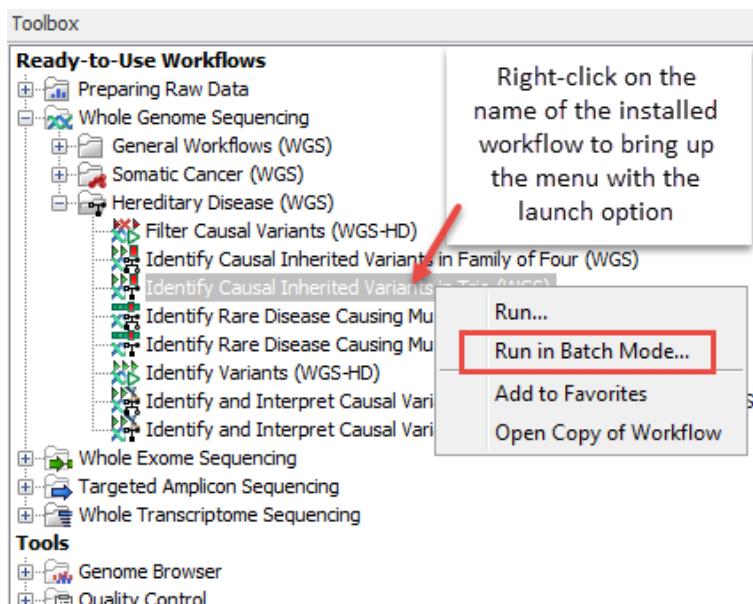 Toolbox
Ready-to-Use Workflows
Preparing Raw Data
Whole Genome Sequencing
General Workflows (WGS)
Somatic Cancer (WGS)
Hereditary Disease (WGS)
Filter Causal Variants (WGS-HD)
Identify Causal Inherited Variants in Family of Four (WGS)
Identify Causal Inherited Variants in Trio (WGS)
Identify Rare Disease Causing Mu
Identify Rare Disease Causing Mu
Identify Variants (WGS-HD)
Identify and Interpret Causal Vari
Identify and Interpret Causal Vari
Whole Exome Sequencing
Targeted Amplicon Sequencing
Whole Transcriptome Sequencing
Tools
Genome Browser
Quality Control
Right-click on the
name of the installed
workflow to bring up
the menu with the
launch option
Run...
Run in Batch Mode...
Add to Favorites
Open Copy of Workflow